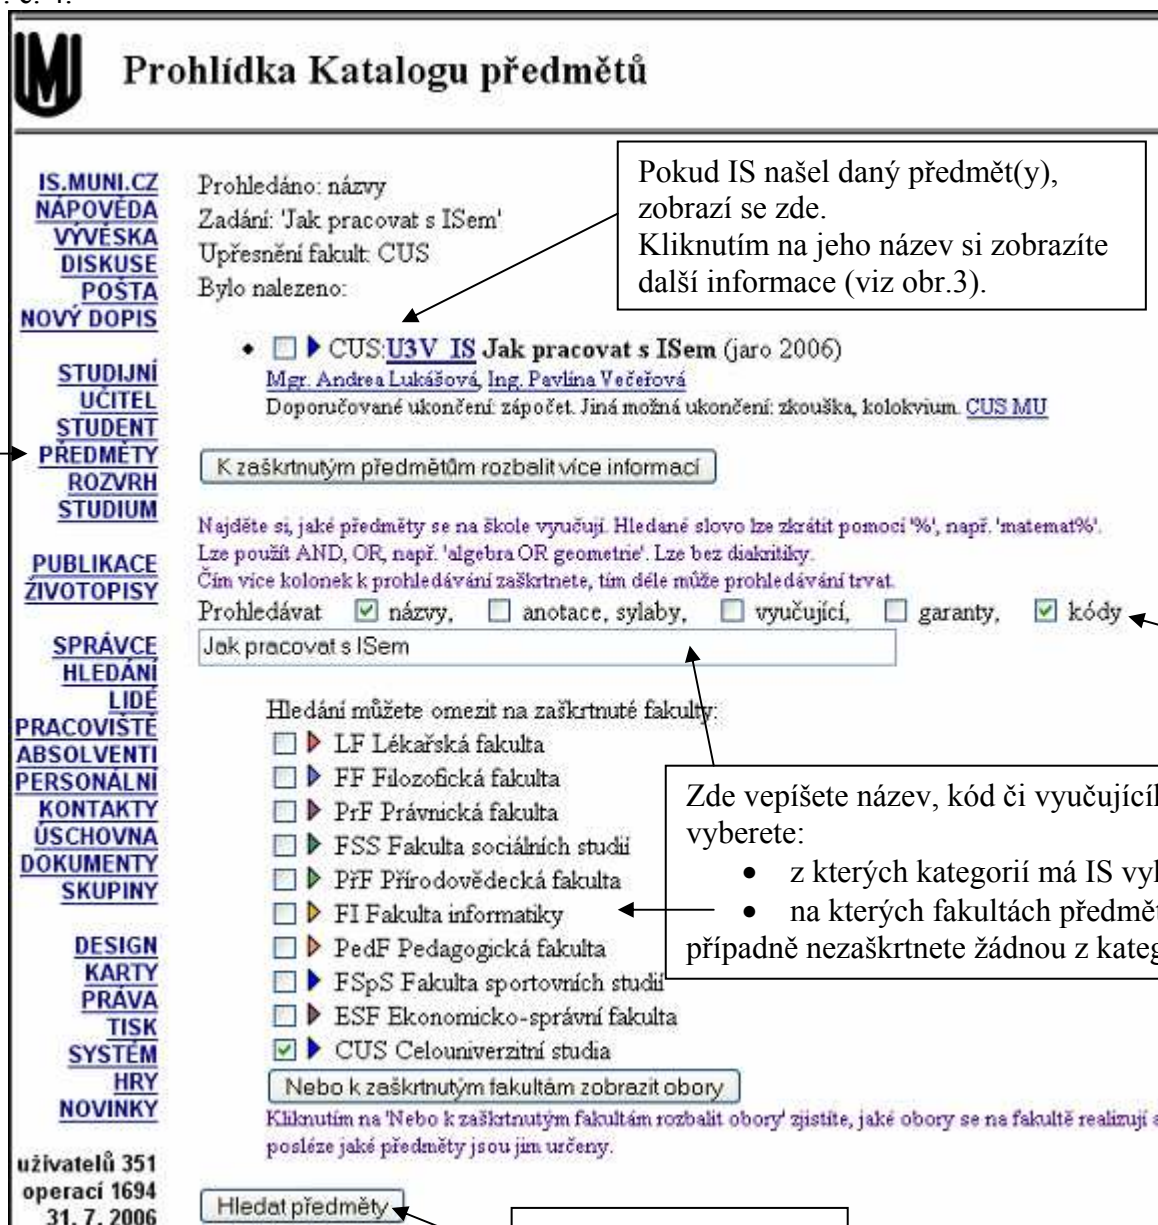 Prohlídka Katalogu předmětů
IS.MUNI.CZ
NÁPOVĚDA
VÝVĚSKA
DISKUSE
POŠTA
NOVÝ DOPIS
STUDIJNÍ
UČITEL
STUDENT
PŘEDMĚTY
ROZVRH
STUDIUM
PUBLIKACE
ŽIVOTOPISY
SPRÁVCE
HLEDÁNÍ
LIDÉ
PRACOVIŠTĚ
ABSOLVENTI
PERSONÁLNÍ
KONTAKTY
ÚSCHOVNA
DOKUMENTY
SKUPINY
DESIGN
KARTY
PRÁVA
TISK
SYSTÉM
HRY
NOVINKY
uživatelů 351
operací 1694
31. 7. 2006
Prohledáno: názvy
Zadání: 'Jak pracovat s ISem'
Upřesnění fakult: CUS
Bylo nalezeno:
Pokud IS našel daný předmět(y),
zobrazí se zde.
Kliknutím na jeho název si zobrazíte
další informace (viz obr.3).
• CUS:U3V_IS Jak pracovat s ISem (jaro 2006)
Mgr. Andrea Lukášová, Ing. Pavlína Večeřová
Doporučované ukončení: zápočet. Jiná možná ukončení: zkouška, kolokvium. CUS MU
K zaškrtnutým předmětům rozbalit více informací
Najděte si, jaké předměty se na škole vyučují. Hledané slovo lze zkrátit pomocí '%', např. 'matemat%'.
Lze použít AND, OR, např. 'algebra OR geometrie'. Lze bez diakritiky.
Čím více kolonek k prohledávání zaškrtnete, tím déle může prohledávání trvat.
Prohledávat názvy, anotace, sylaby, vyučující, garanty, kódy
Jak pracovat s ISem
Hledání můžete omezit na zaškrtnuté fakulty:
LF Lékařská fakulta
FF Filozofická fakulta
PrF Právnická fakulta
FSS Fakulta sociálních studií
PřF Přírodovědecká fakulta
FI Fakulta informatiky
PedF Pedagogická fakulta
FSpS Fakulta sportovních studií
ESF Ekonomicko-správní fakulta
CUS Celouniverzitní studia
Zde vepíšete název, kód či
vyberete:
• z kterých kategorií má IS
• na kterých fakultách
případně nezaškrtnete žádnou z
Nebo k zaškrtnutým fakultám zobrazit obory
Kliknutím na 'Nebo k zaškrtnutým fakultám rozbalit obory' zjistíte, jaké obory se na fakultě realizují a
posléze jaké předměty jsou jim určeny.
Hledat předměty